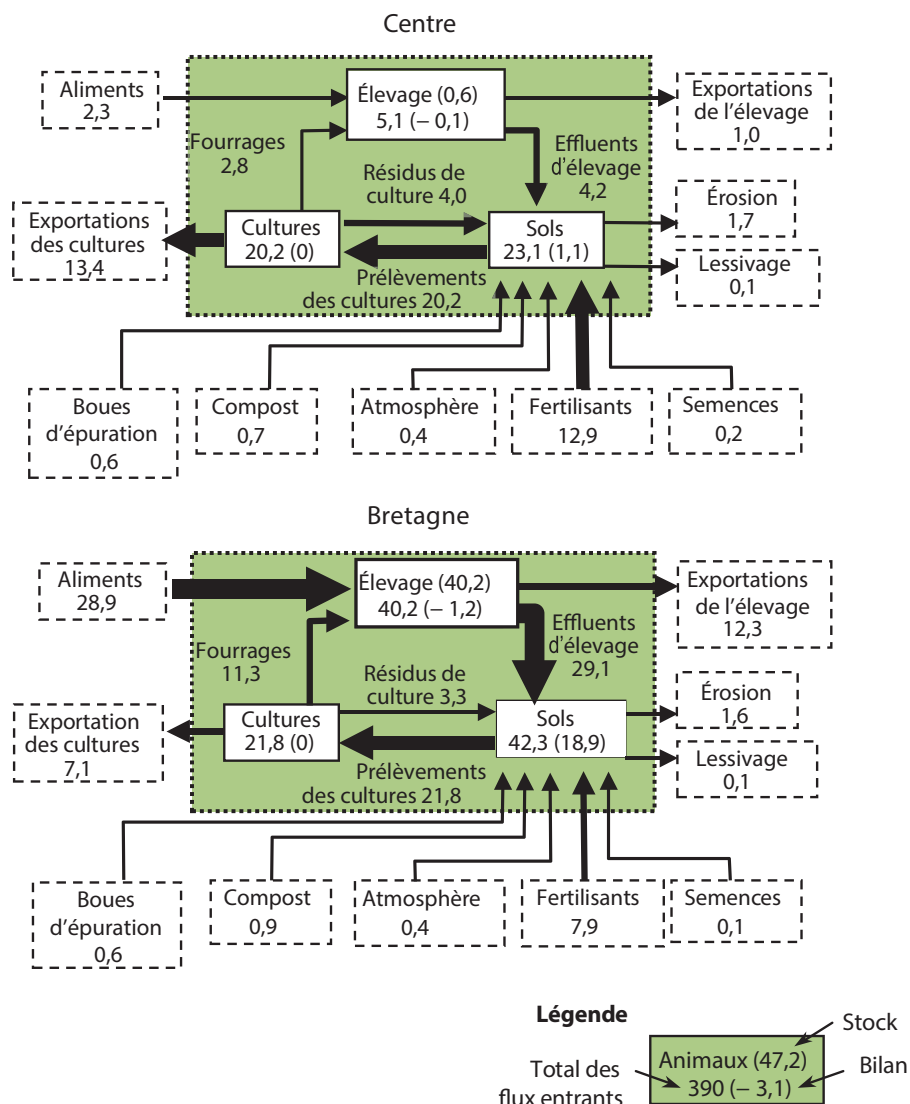 Centre
Aliments
2,3
Élevage (0,6)
5,1 (− 0,1)
Exportations
de l'élevage
1,0
Fourrages
2,8
Résidus de
culture 4,0
Effluents
d'élevage
4,2
Exportations
des cultures
13,4
Cultures
20,2 (0)
Sols
23,1 (1,1)
Érosion
1,7
Lessivage
0,1
Prélèvements
des cultures 20,2
Boues
d'épuration
0,6
Compost
0,7
Atmosphère
0,4
Fertilisants
12,9
Semences
0,2
Bretagne
Aliments
28,9
Élevage (40,2)
40,2 (− 1,2)
Exportations
de l'élevage
12,3
Fourrages
11,3
Résidus de
culture 3,3
Effluents
d'élevage
29,1
Exportation
des cultures
7,1
Cultures
21,8 (0)
Sols
42,3 (18,9)
Érosion
1,6
Lessivage
0,1
Prélèvements
des cultures 21,8
Boues
d'épuration
0,6
Compost
0,9
Atmosphère
0,4
Fertilisants
7,9
Semences
0,1
Légende
Stock
Total des
flux entrants
Animaux (47,2)
390 (− 3,1)
Bilan